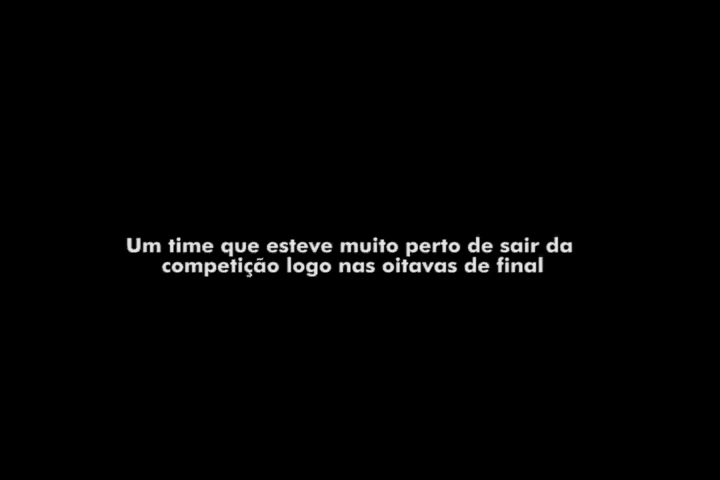 Um time que esteve muito perto de sair da
competição logo nas oitavas de final